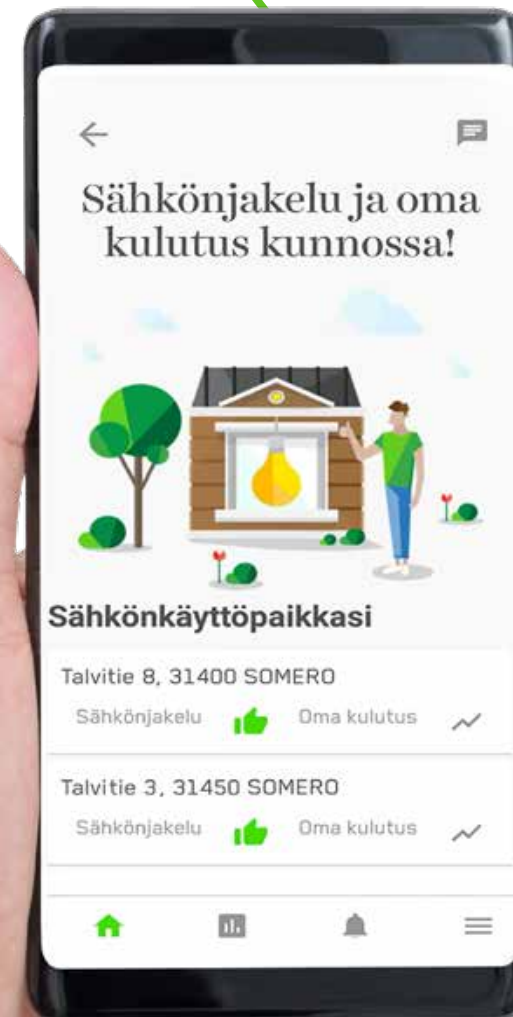 Sähkönjakelu ja oma
kulutus kunnossa!
Sähkönkäyttöpaikkasi
Talvitie 8, 31400 SOMERO
Sähkönjakelu Oma kulutus
Talvitie 3, 31450 SOMERO
Sähkönjakelu Oma kulutus